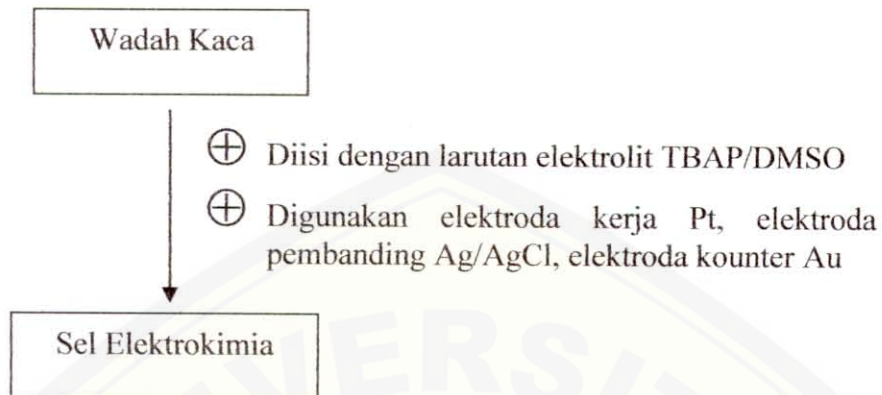 Wadah Kaca
⊕ Diisi dengan larutan elektrolit TBAP/DMSO
⊕ Digunakan elektroda kerja Pt, elektroda
pembanding Ag/AgCl, elektroda kounter Au
Sel Elektrokimia